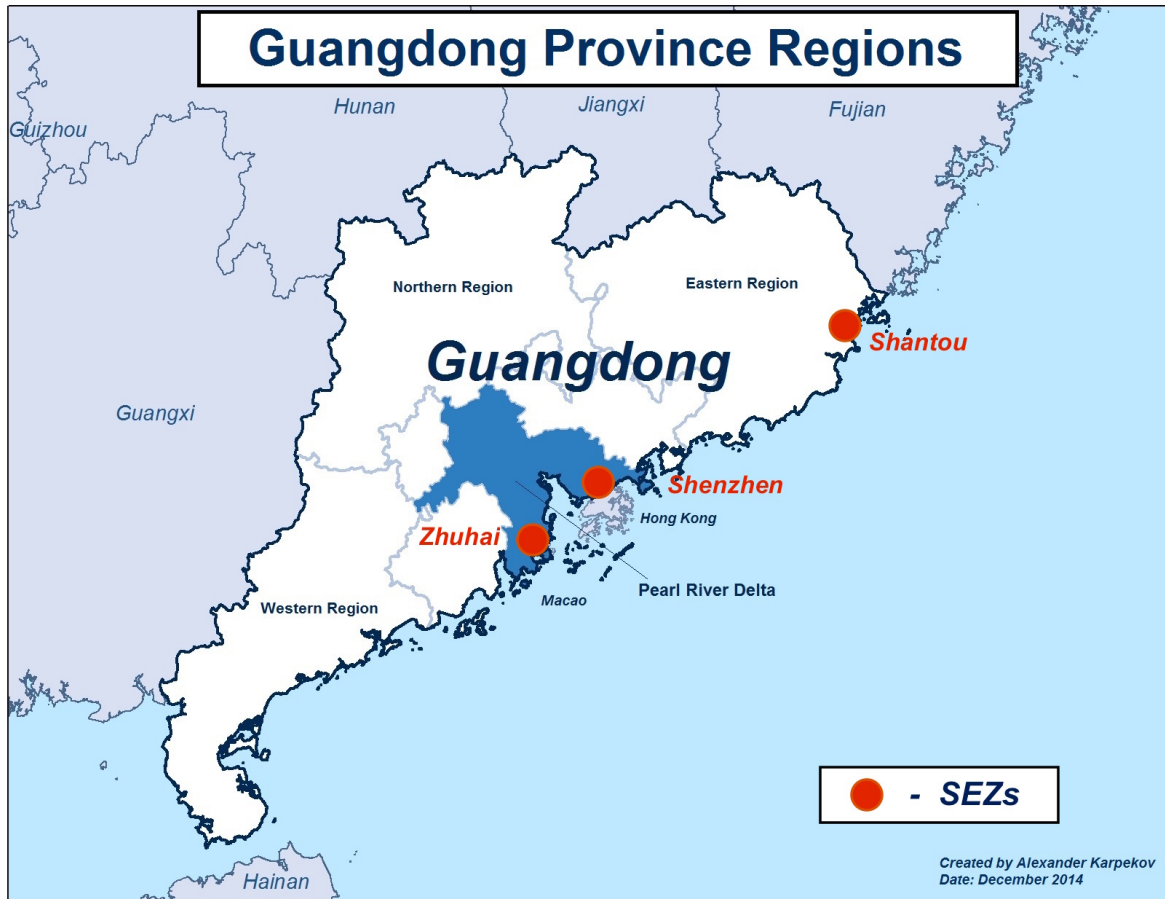 Guangdong Province Regions
Hunan
Jiangxi
Fujian
Guizhou
Northern Region
Eastern Region
Shantou
Guangdong
Guangxi
Shenzhen
Hong Kong
Zhuhai
Pearl River Delta
Macao
Western Region
- SEZs
Hainan
Created by Alexander Karpekov
Date: December 2014